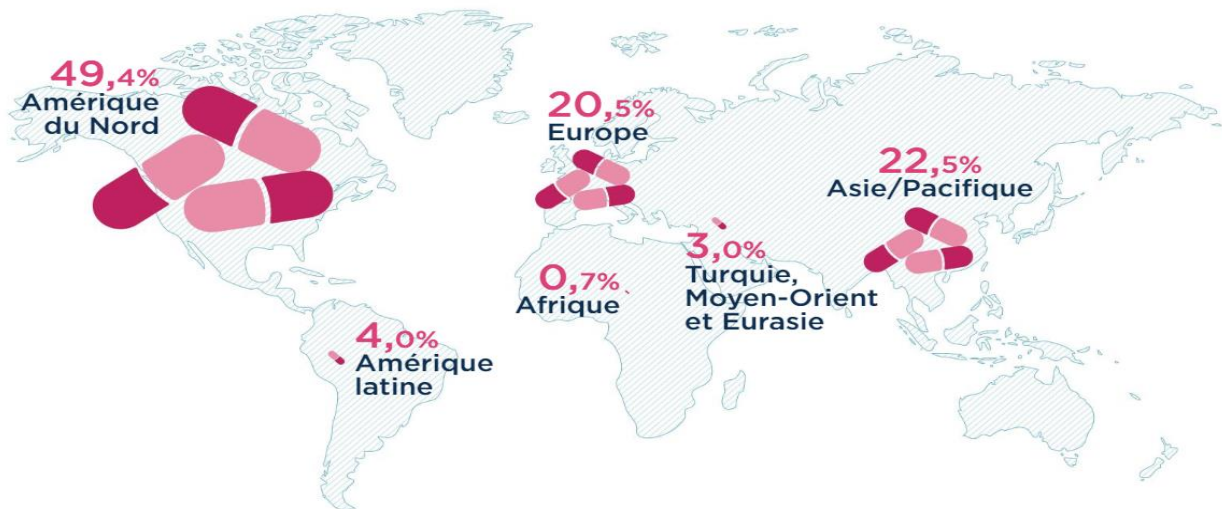 49,4%
Amérique
du Nord
20,5%
Europe
22,5%
Asie/Pacifique
3,0%
Turquie,
Moyen-Orient
et Eurasie
0,7%
Afrique
4,0%
Amérique
latine